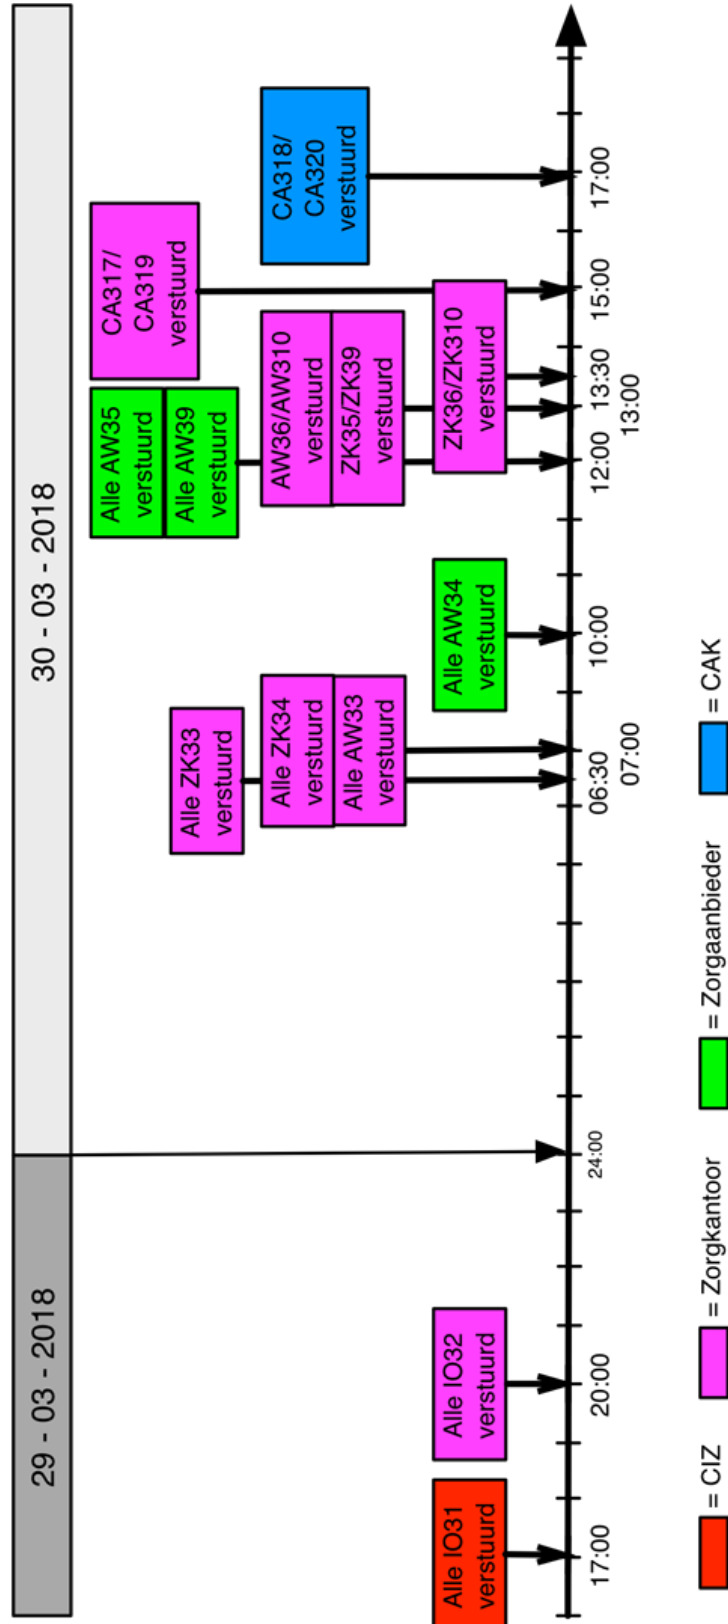 29 - 03 - 2018
30 - 03 - 2018
Alle AW35
verstuurd
Alle AW39
verstuurd
CA317/
CA319
verstuurd
Alle ZK33
verstuurd
Alle ZK34
verstuurd
Alle AW33
verstuurd
AW36/AW310
verstuurd
ZK35/ZK39
verstuurd
CA318/
CA320
verstuurd
Alle IO31
verstuurd
Alle IO32
verstuurd
Alle AW34
verstuurd
ZK36/ZK310
verstuurd
17:00
20:00
24:00
06:30
07:00
10:00
12:00
13:00
13:30
15:00
17:00
= CIZ
= Zorgkantoor
= Zorgaanbieder
= CAK